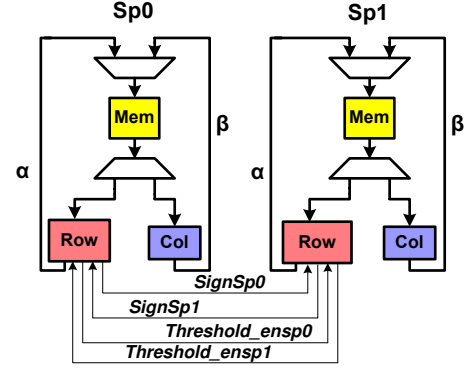 Sp0 Sp1
Mem Mem
α β α β
Row Col Row Col
SignSp0
SignSp1
Threshold_ensp0
Threshold_ensp1